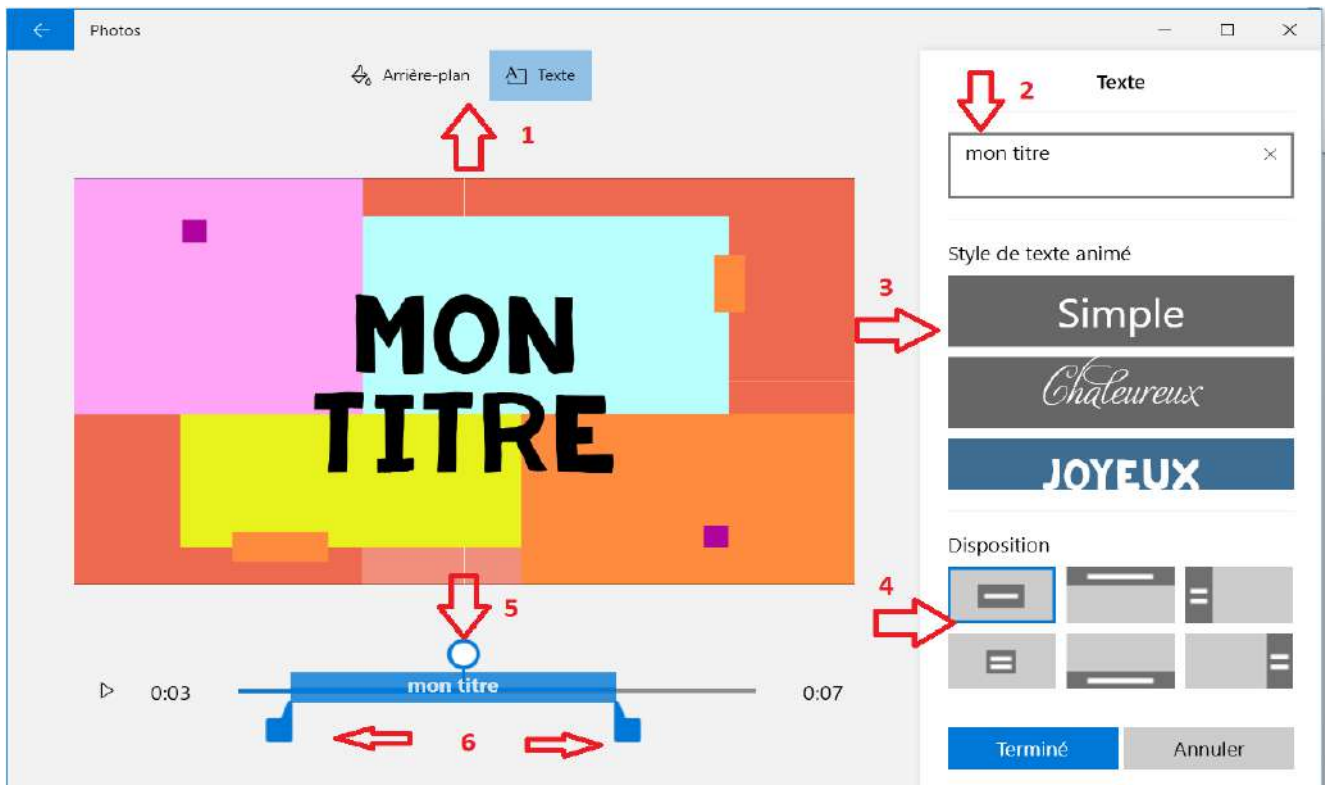 Photos
Arrière-plan
Texte
1
2
Texte
mon titre
Style de texte animé
3
Simple
Chaleureux
JOYEUX
MON
TITRE
Disposition
4
5
mon titre
0:03
0:07
6
Terminé
Annuler